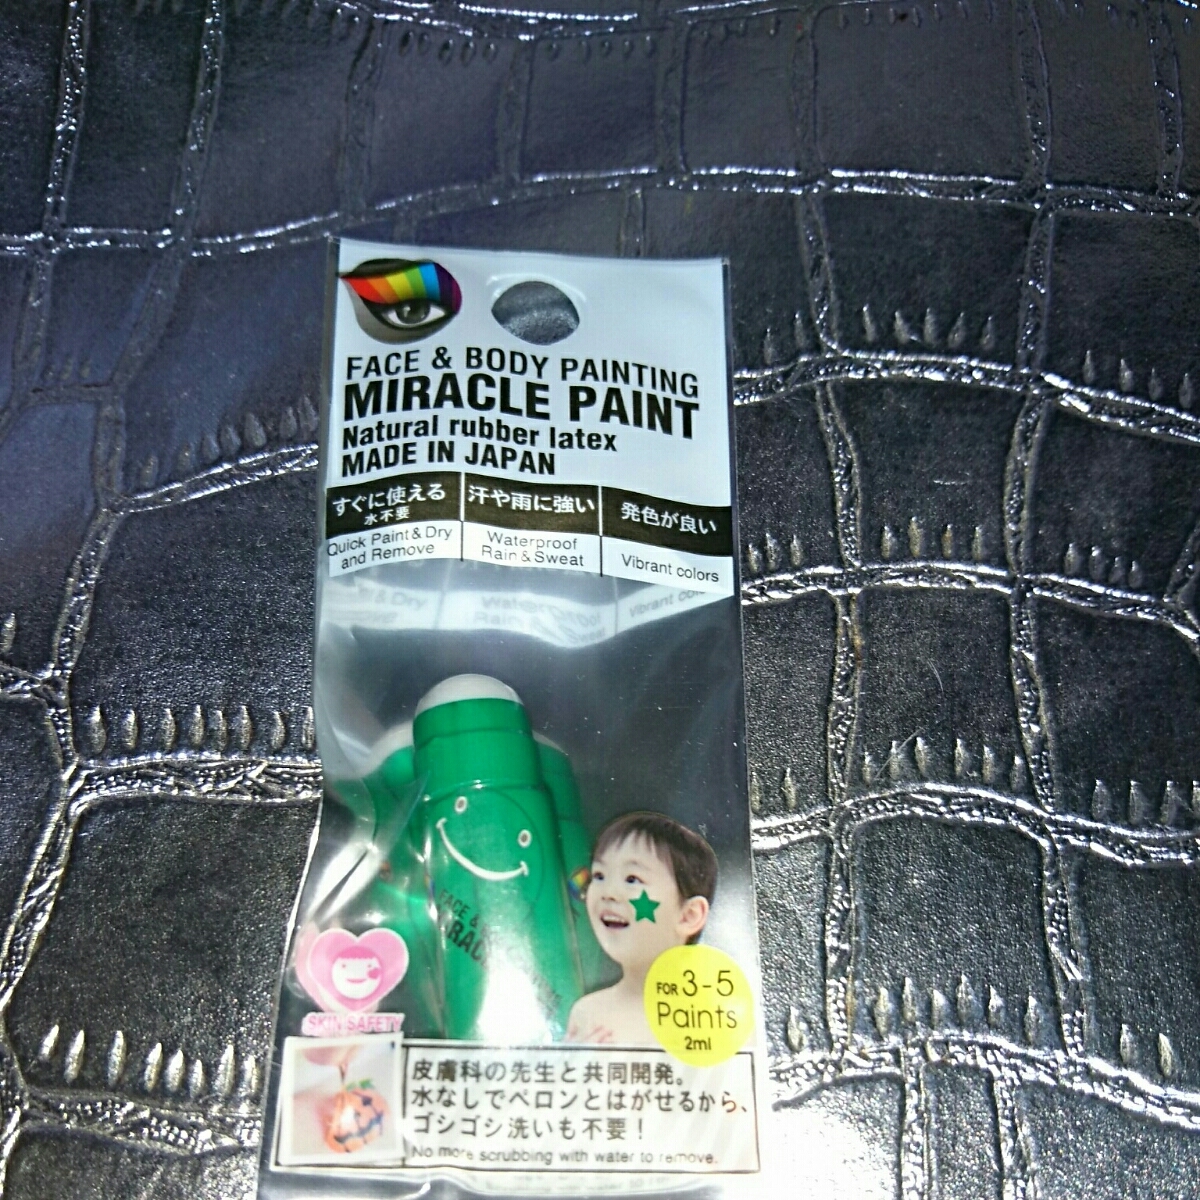 FACE & BODY PAINTING
MIRACLE PAINT
Natural rubber latex
MADE IN JAPAN
すぐに使える
水不要
汗や雨に強い
発色が良い
Quick Paint & Dry
and Remove
Waterproof
Rain & Sweat
Vibrant colors
FACE &
FOR 3-5
Paints
2ml
SKIN SAFETY
皮膚科の先生と共同開発。
水なしでペロンとはがせるから、
ゴシゴシ洗いも不要！
No more scrubbing with water to remove.